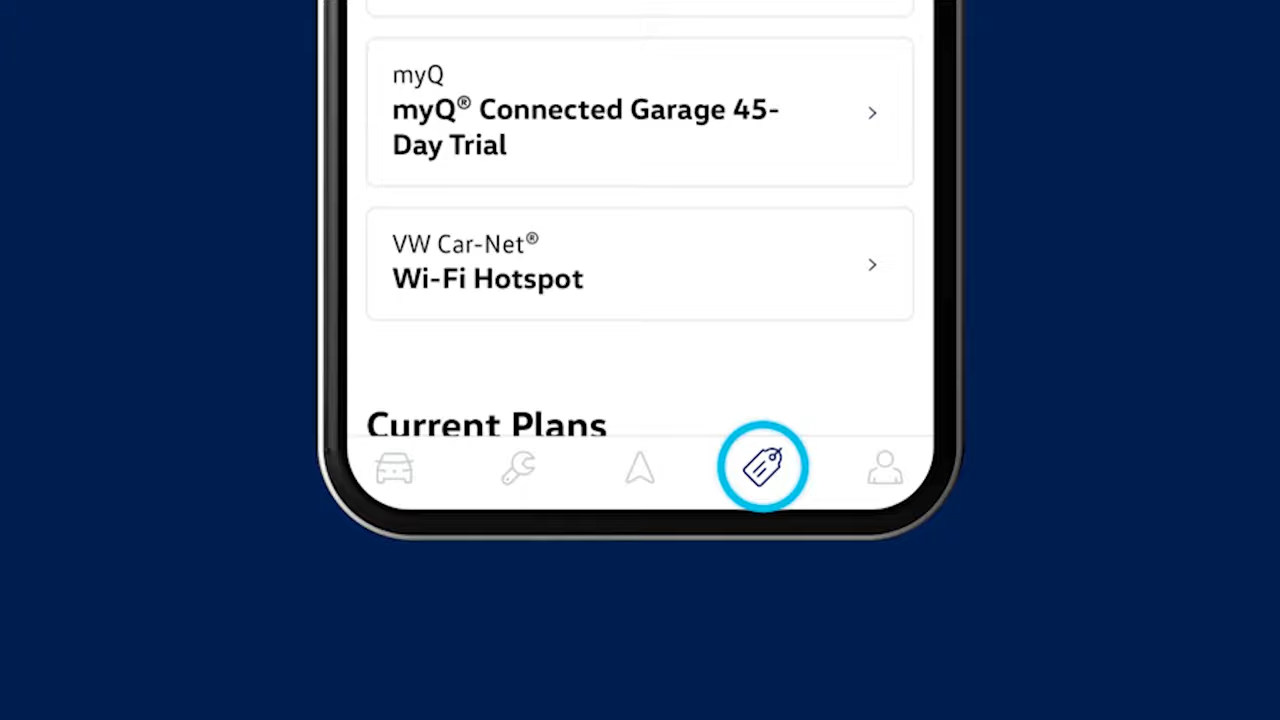 myQ
myQ® Connected Garage 45-
Day Trial
VW Car-Net®
Wi-Fi Hotspot
Current Plans